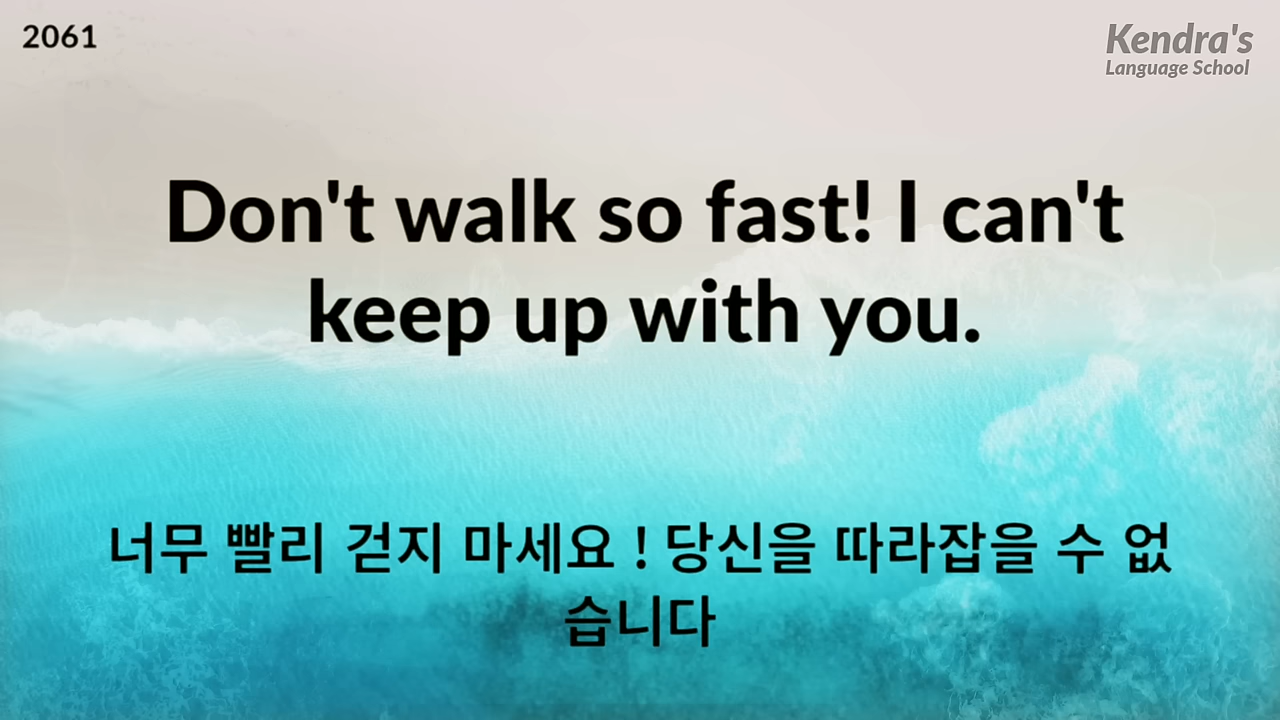 2061
Kendra's
Language School
Don't walk so fast! I can't
keep up with you.
너무 빨리 걷지 마세요 ! 당신을 따라잡을 수 없
습니다